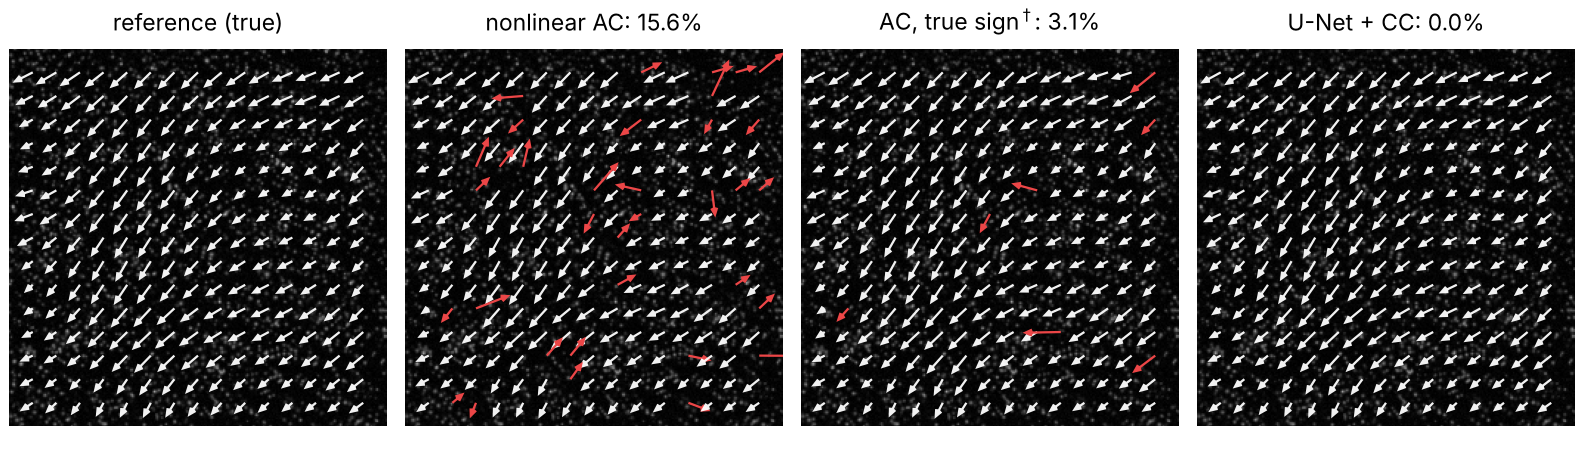 reference (true)
nonlinear AC: 15.6%
AC, true sign†: 3.1%
U-Net + CC: 0.0%